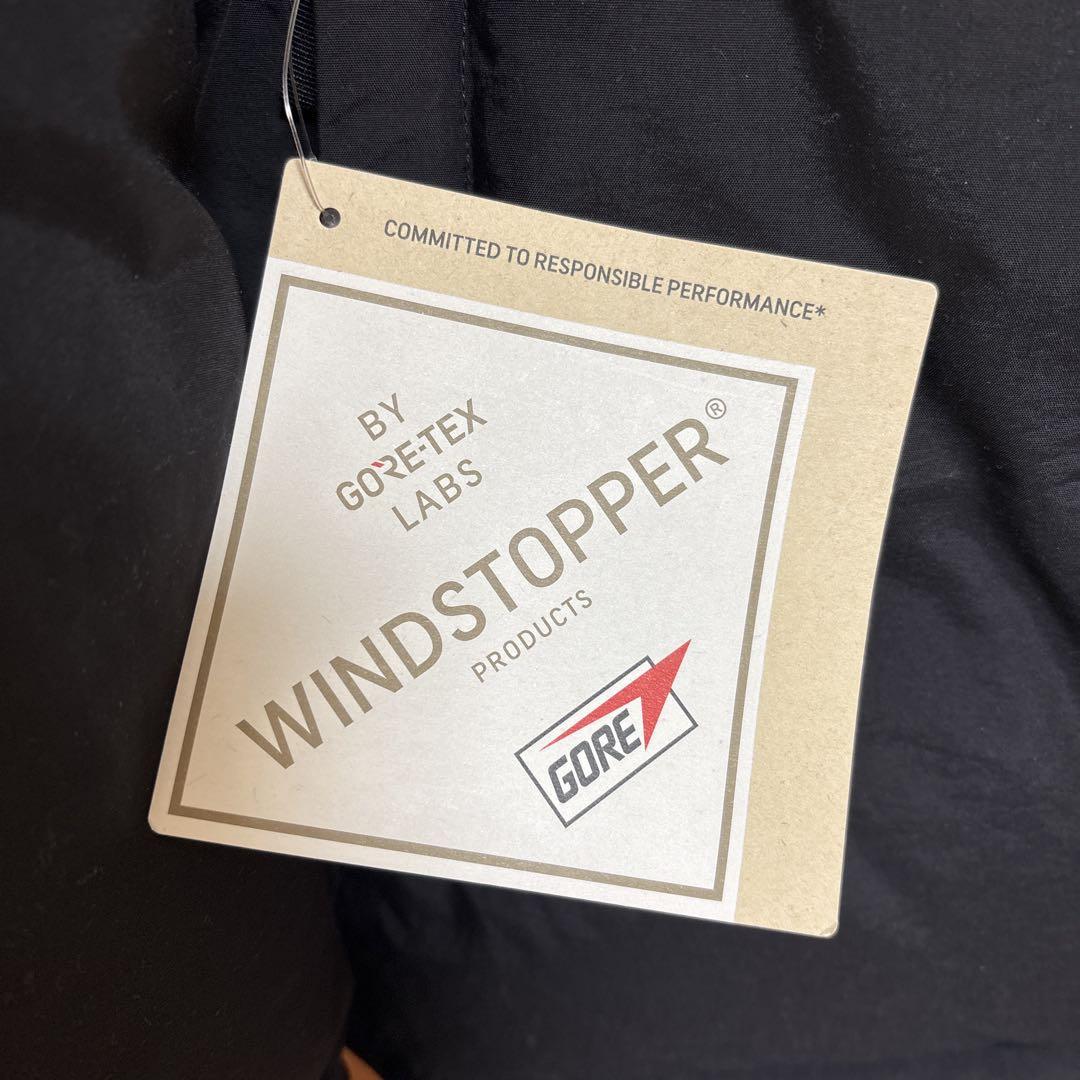 COMMITTED TO RESPONSIBLE PERFORMANCE*
BY
GORE-TEX
LABS
WINDSTOPPER®
PRODUCTS
GORE